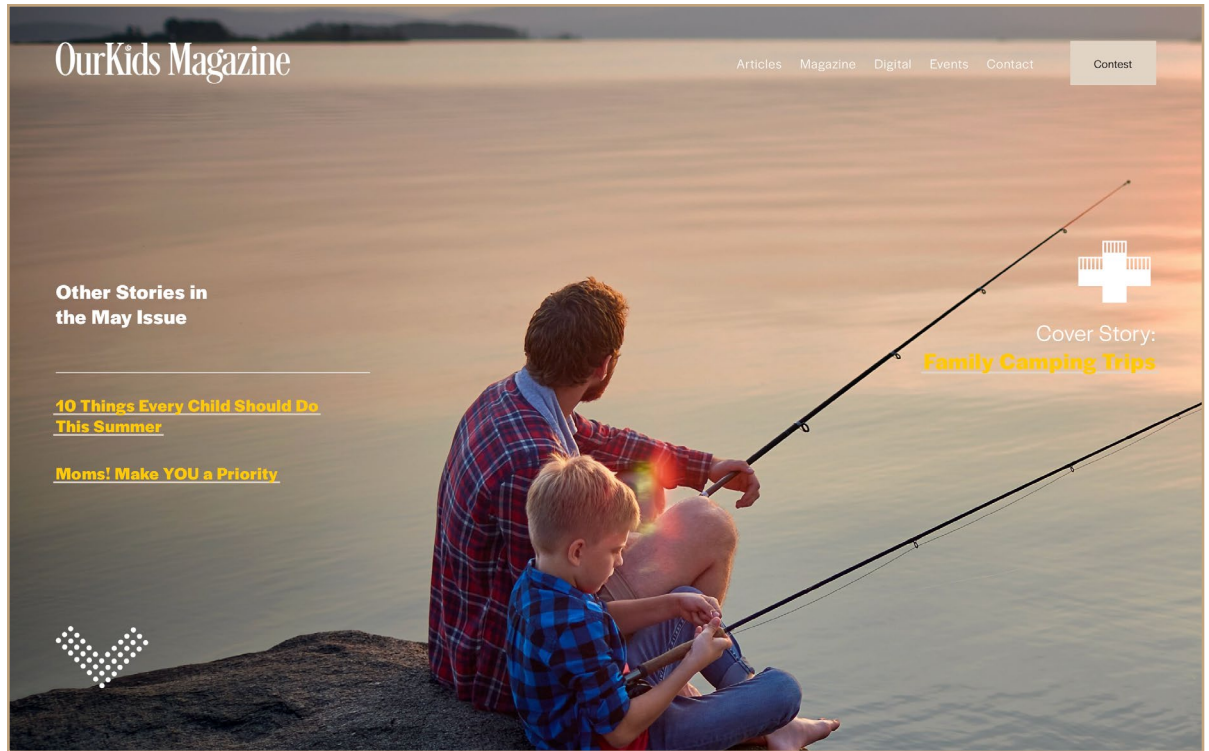 OurKids Magazine
Articles Magazine Digital Events Contact Contest
Other Stories in
the May Issue
10 Things Every Child Should Do
This Summer
Moms! Make YOU a Priority
Cover Story:
Family Camping Trips